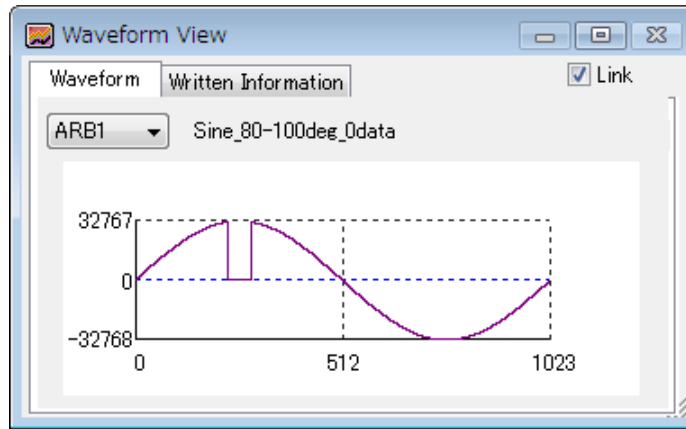 Waveform View
Waveform Written Information Link
ARB1 Sine_80-100deg_0data
32767
0
-32768
0 512 1023